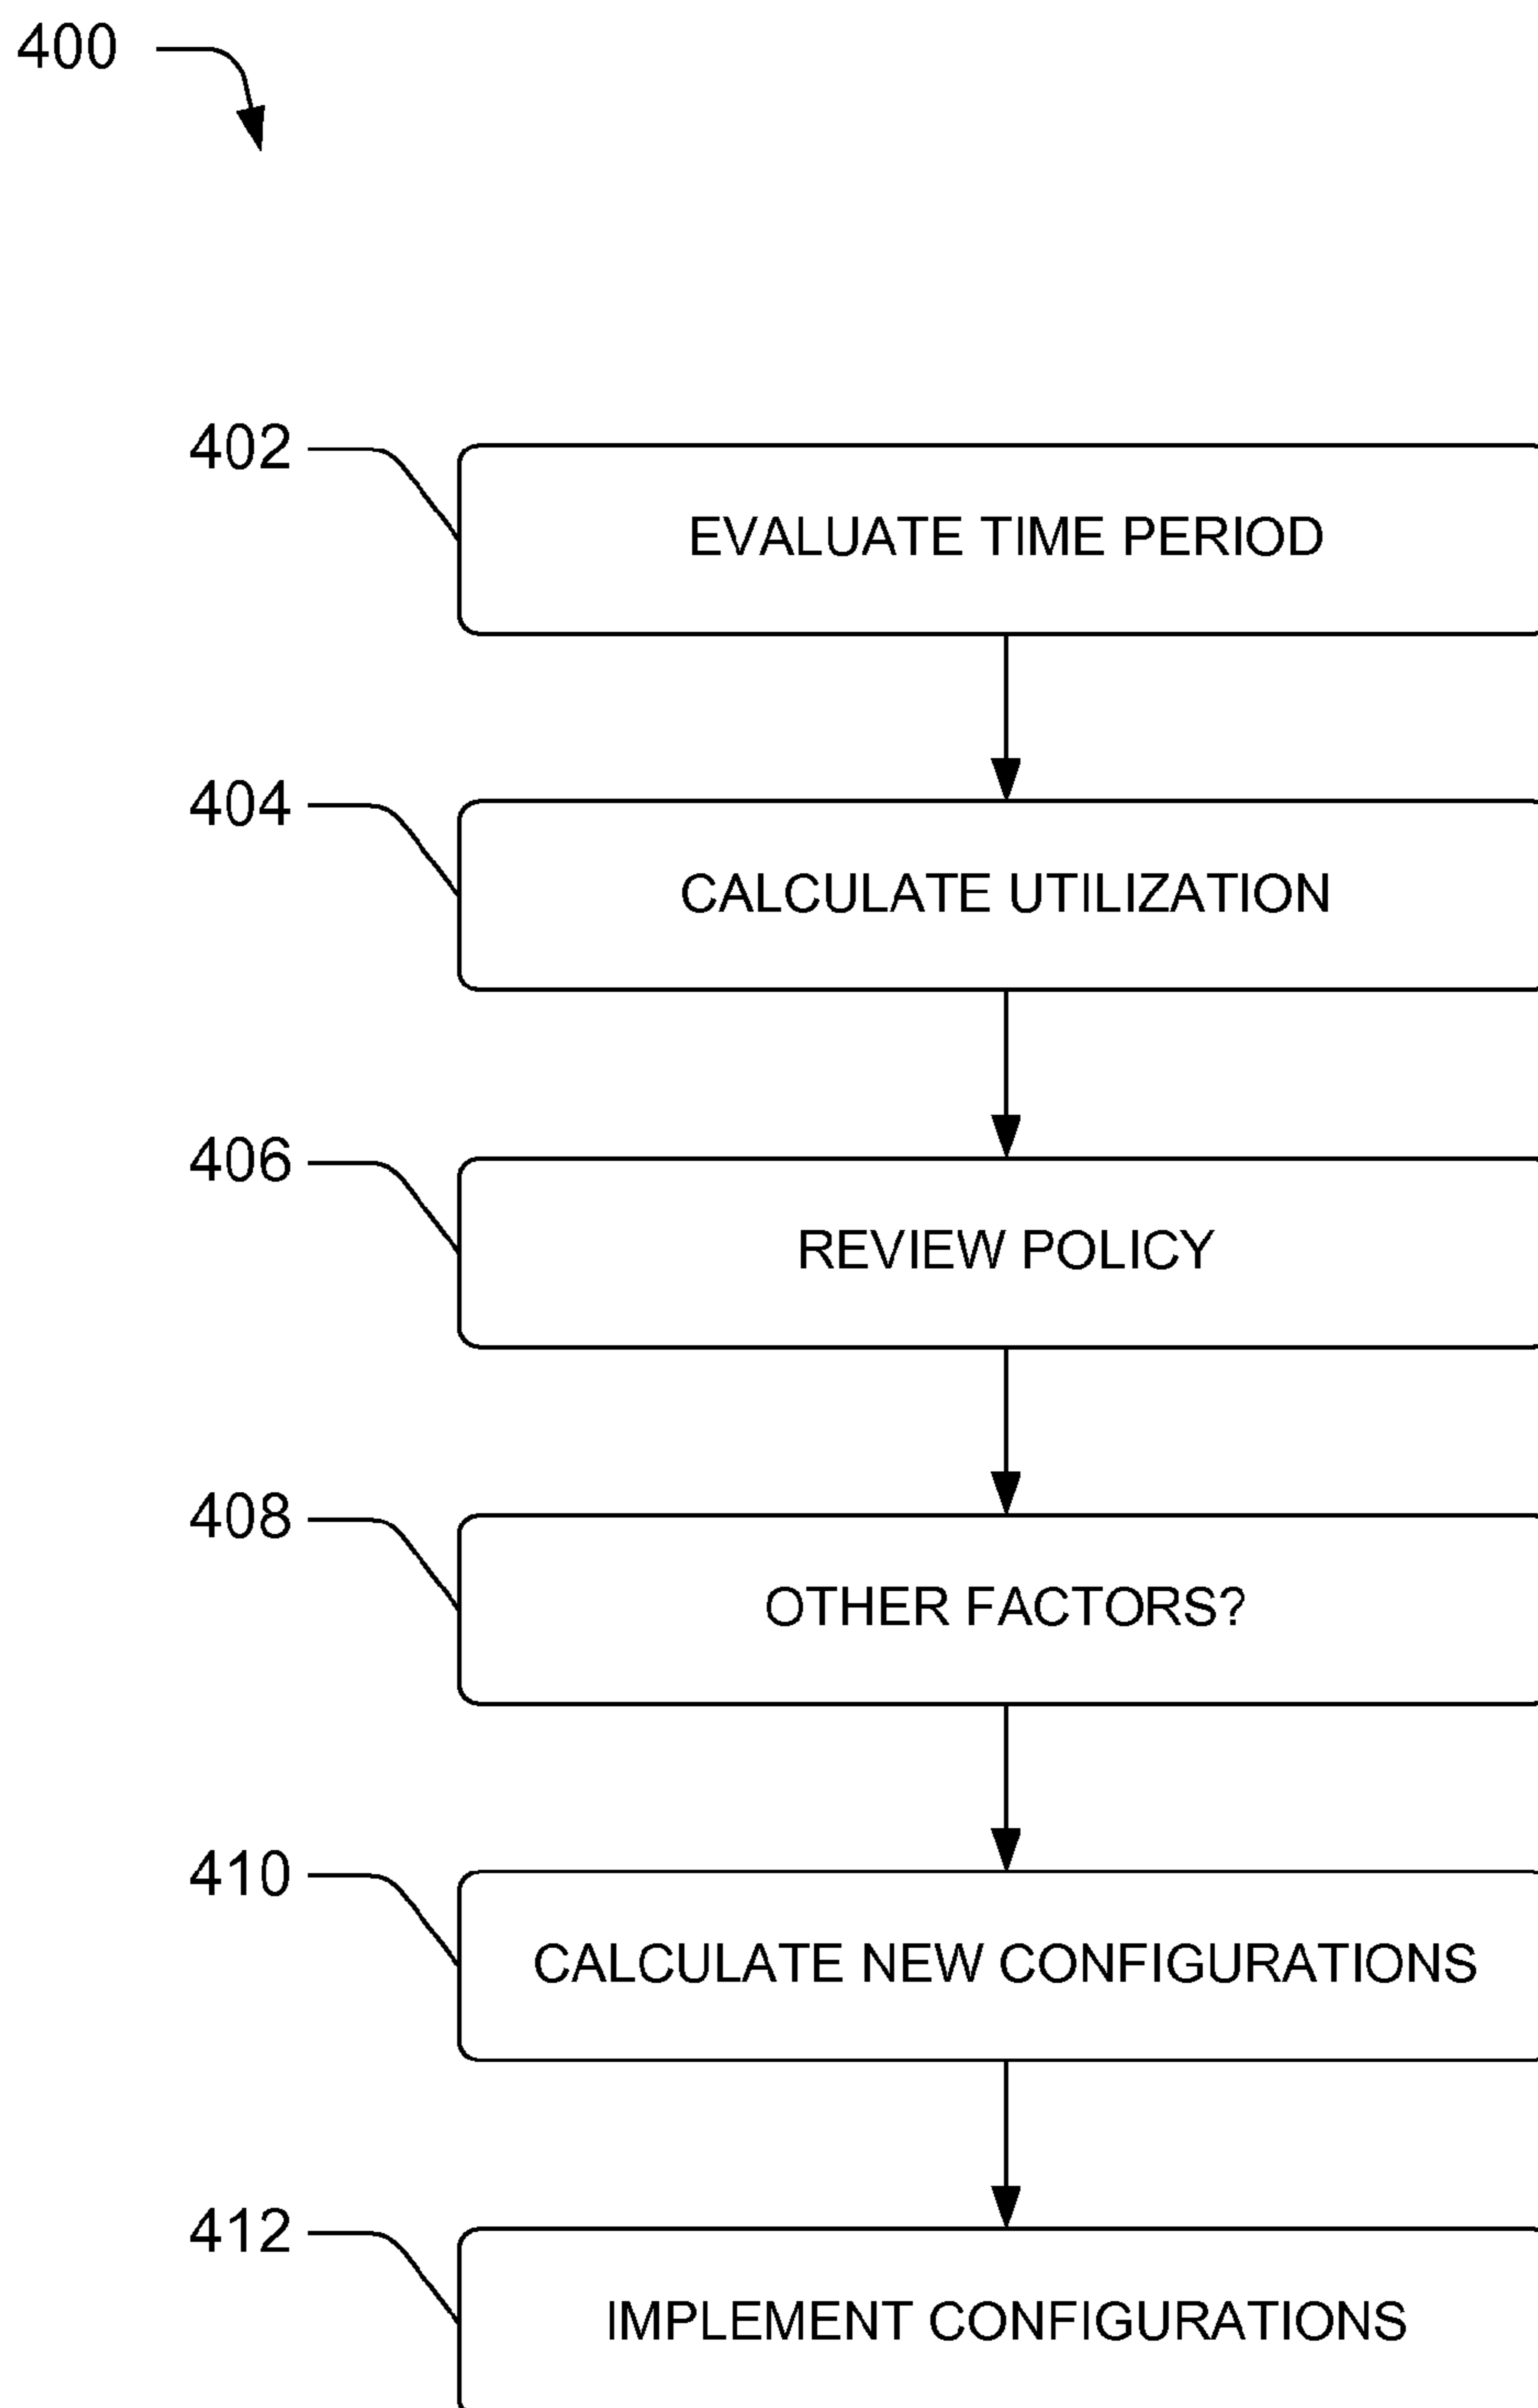 400
402
EVALUATE TIME PERIOD
404
CALCULATE UTILIZATION
406
REVIEW POLICY
408
OTHER FACTORS?
410
CALCULATE NEW CONFIGURATIONS
412
IMPLEMENT CONFIGURATIONS